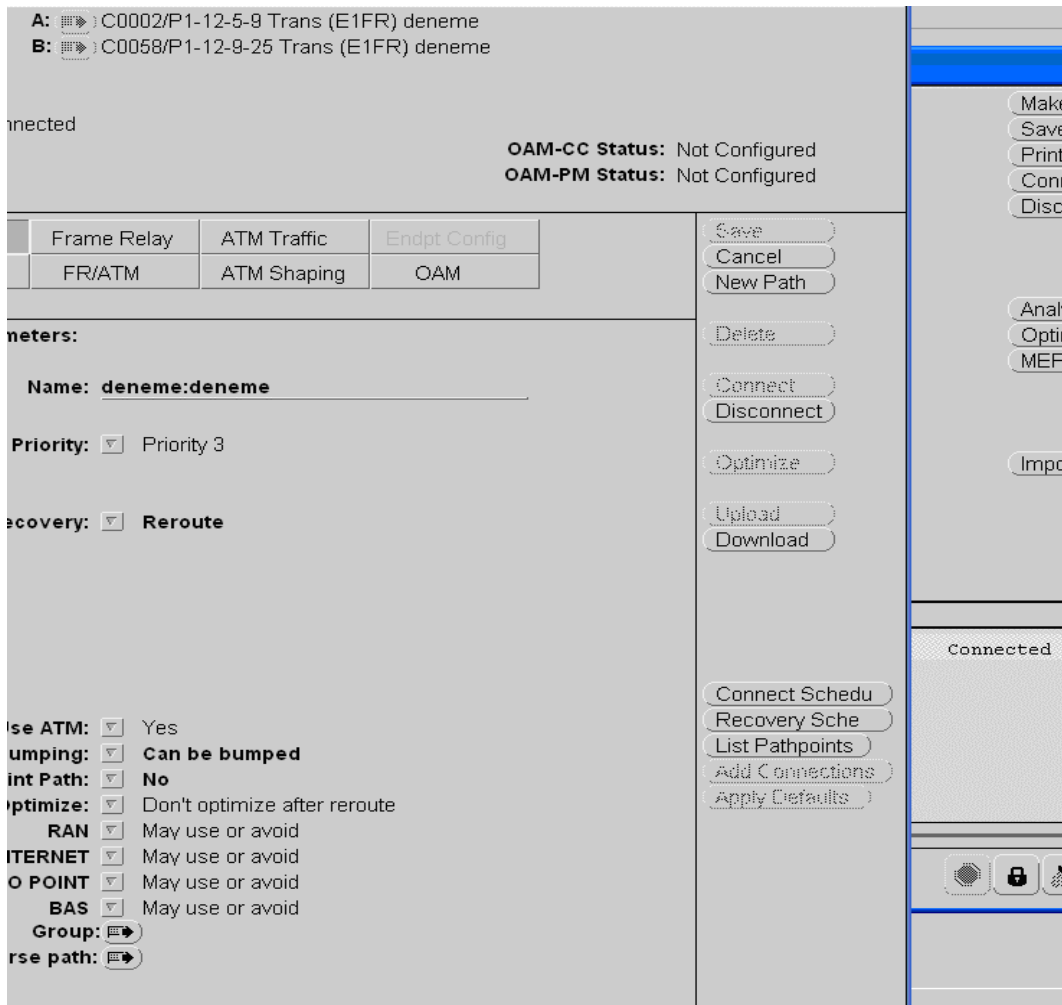 A: C0002/P1-12-5-9 Trans (E1FR) deneme
B: C0058/P1-12-9-25 Trans (E1FR) deneme
nnected
OAM-CC Status: Not Configured
OAM-PM Status: Not Configured
Frame Relay ATM Traffic Endpt Config
FR/ATM ATM Shaping OAM
meters:
Name: deneme:deneme
Priority: Priority 3
ecovery: Reroute
Use ATM: Yes
umping: Can be bumped
int Path: No
ptimize: Don't optimize after reroute
RAN May use or avoid
NTERNET May use or avoid
O POINT May use or avoid
BAS May use or avoid
Group:
rse path:
Save
Cancel
New Path
Delete
Connect
Disconnect
Optimize
Upload
Download
Connect Schedu
Recovery Sche
List Pathpoints
Add Connections
Apply Defaults
Make
Save
Print
Conn
Disc
Anal
Opti
MEF
Impo
Connected